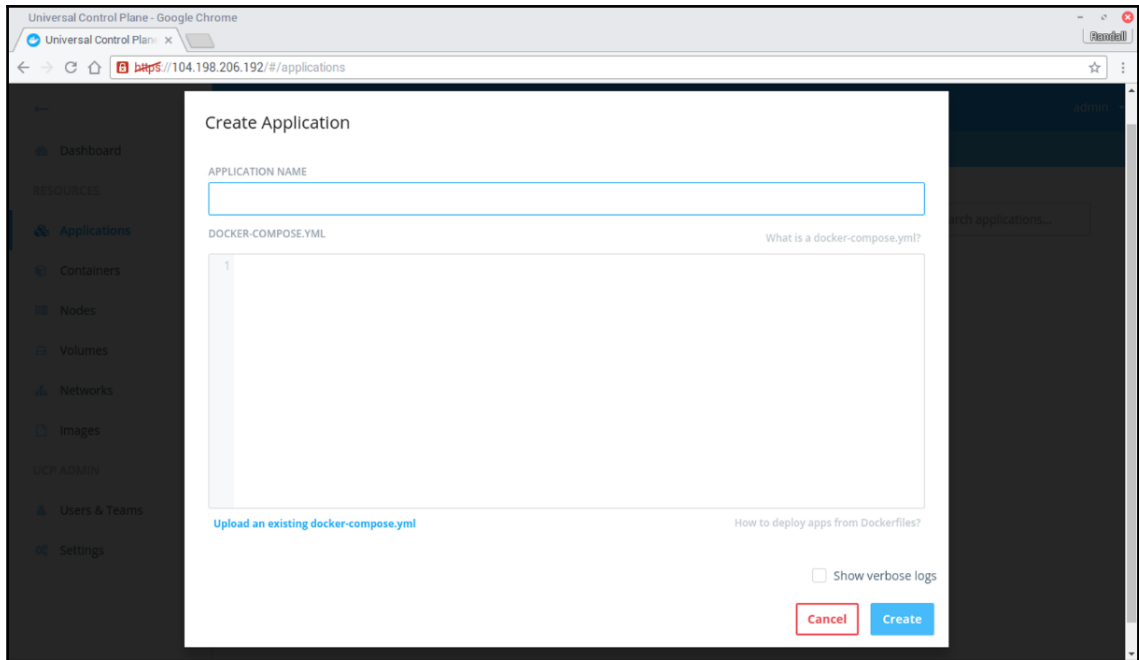 Universal Control Plane - Google Chrome
Universal Control Plane
Randall
https://104.198.206.192/#/applications
admin
Create Application
Dashboard
APPLICATION NAME
RESOURCES
Applications
arch applications...
DOCKER-COMPOSE.YML
What is a docker-compose.yml?
1
Containers
Nodes
Volumes
Networks
Images
UCP ADMIN
Users & Teams
Upload an existing docker-compose.yml
How to deploy apps from Dockerfiles?
Settings
Show verbose logs
Cancel
Create